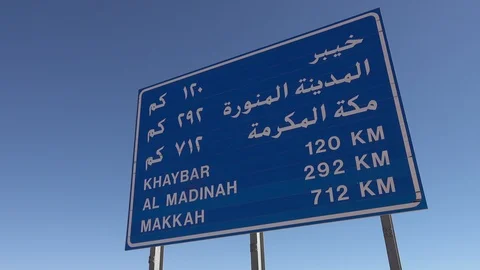 خيبر ١٢٠ كم
المدينة المنورة ٢٩٢ كم
مكة المكرمة ٧١٢ كم
KHAYBAR 120 KM
AL MADINAH 292 KM
MAKKAH 712 KM